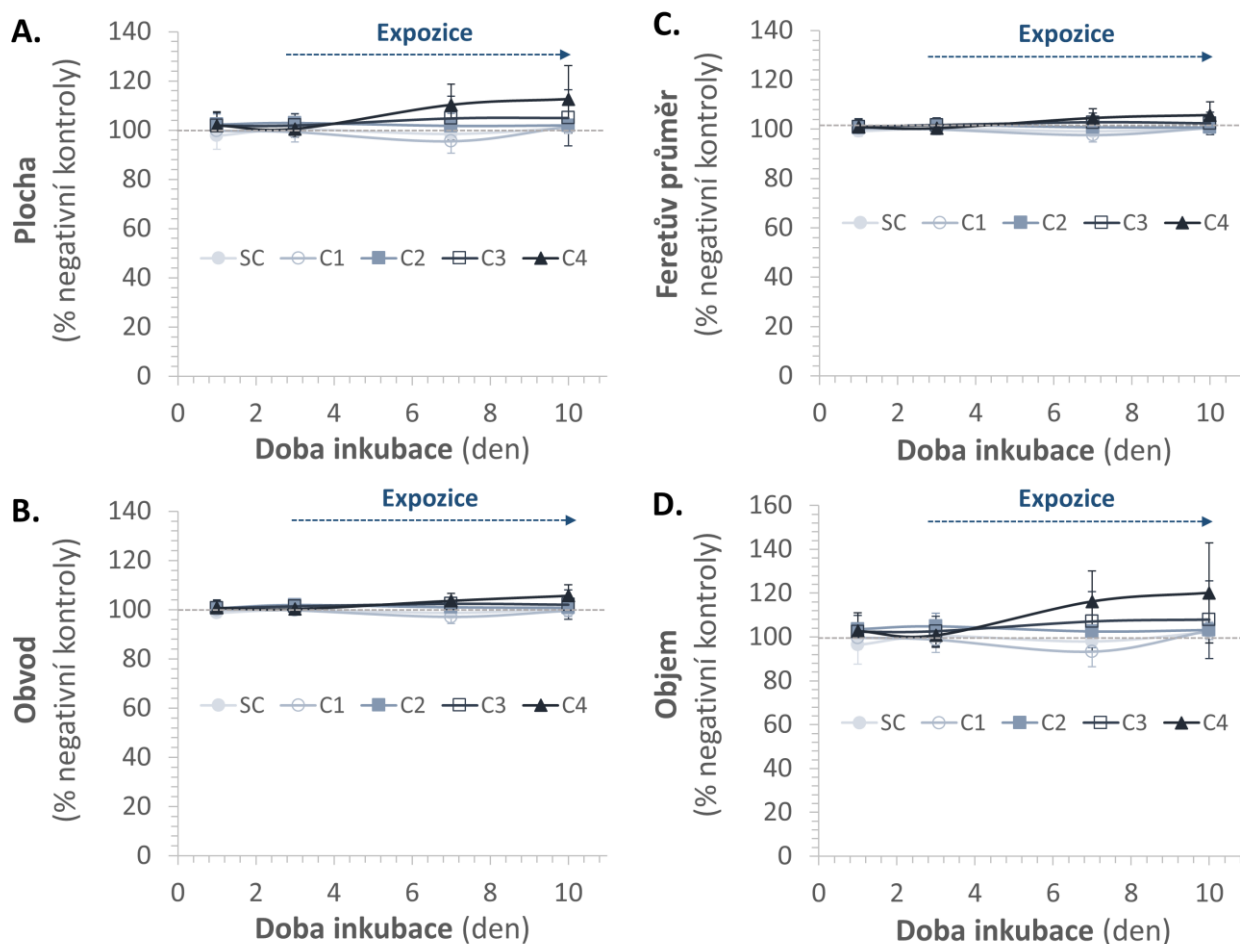 A.
Expozice
Plocha
(% negativní kontroly)
140
120
100
80
60
40
20
0
SC C1 C2 C3 C4
0 2 4 6 8 10
Doba inkubace (den)
C.
Expozice
Feretův průměr
(% negativní kontroly)
140
120
100
80
60
40
20
0
SC C1 C2 C3 C4
0 2 4 6 8 10
Doba inkubace (den)
B.
Expozice
Obvod
(% negativní kontroly)
140
120
100
80
60
40
20
0
SC C1 C2 C3 C4
0 2 4 6 8 10
Doba inkubace (den)
D.
Expozice
Objem
(% negativní kontroly)
160
140
120
100
80
60
40
20
0
SC C1 C2 C3 C4
0 2 4 6 8 10
Doba inkubace (den)